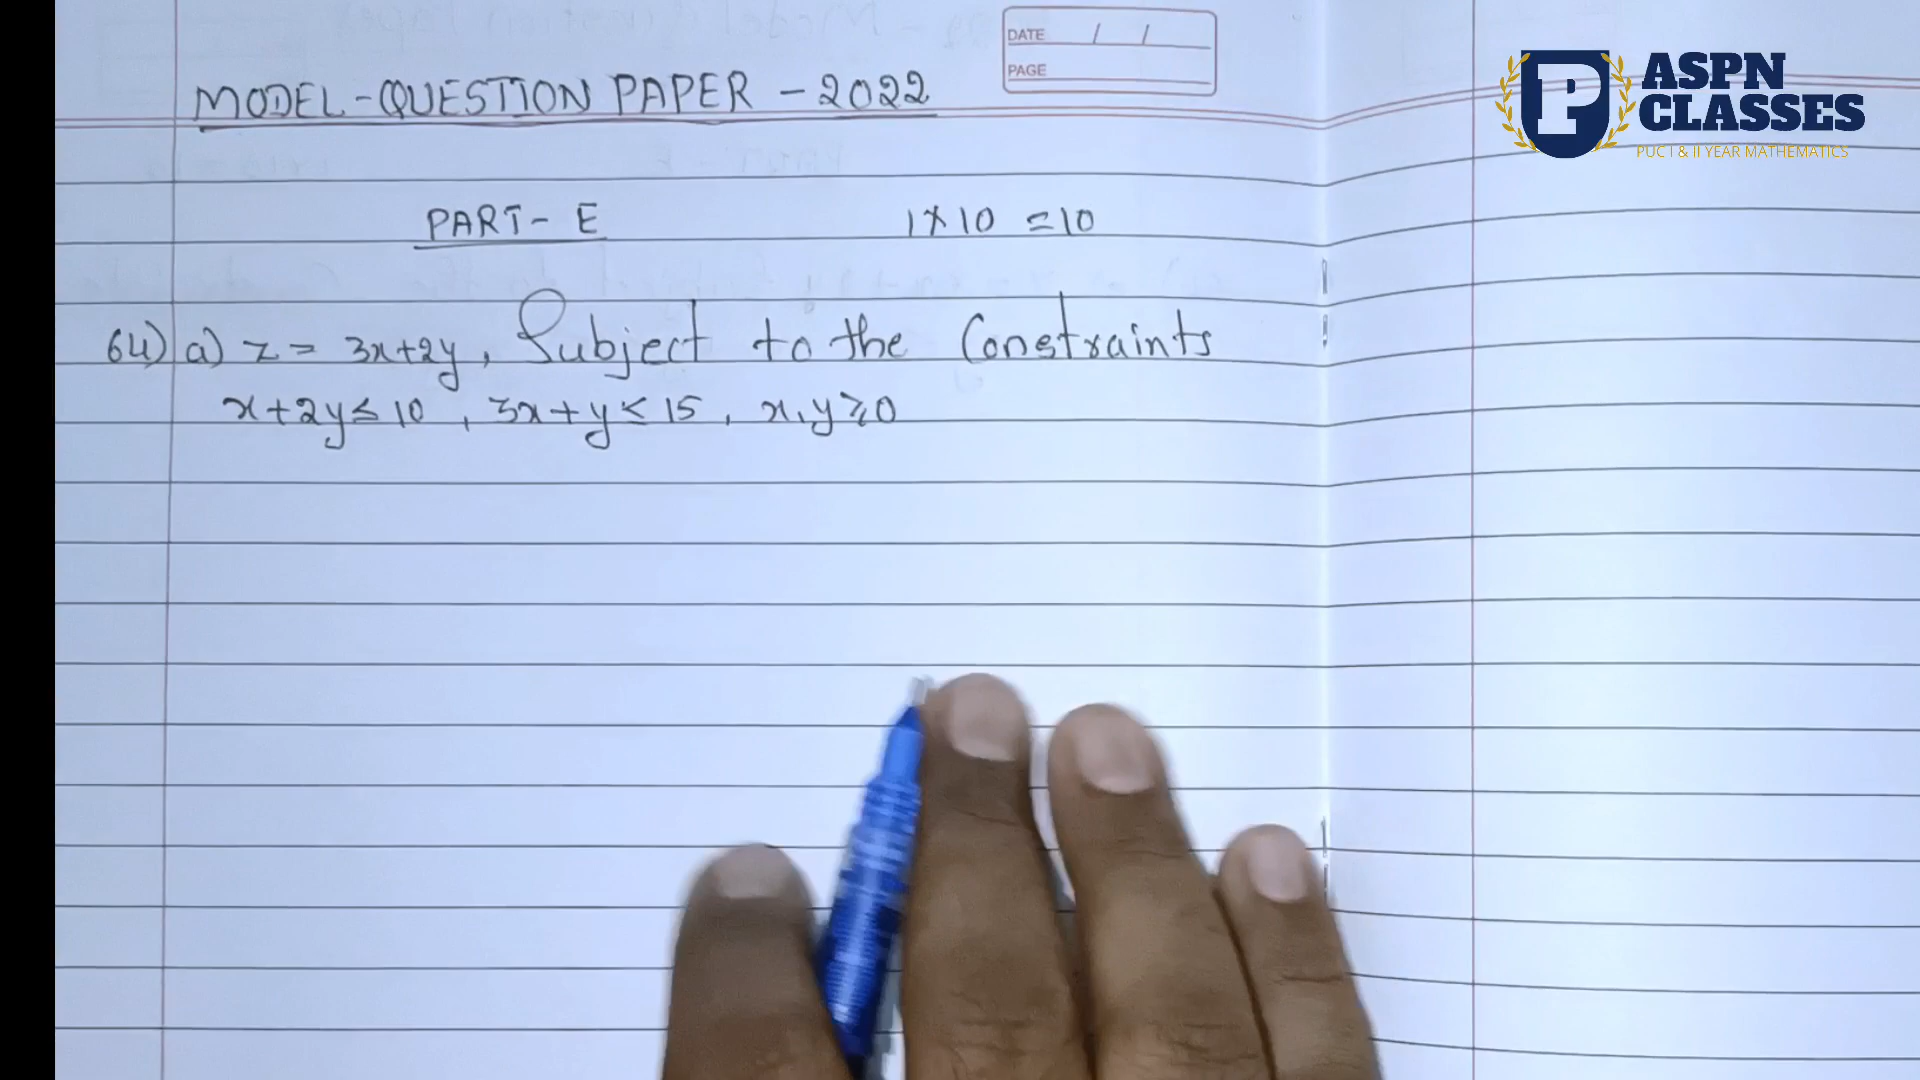 DATE / /
PAGE
ASPN
CLASSES
PUC I & II YEAR MATHEMATICS
P
MODEL-QUESTION PAPER - 2022
PART- E 1×10 =10
64) a) z = 3x+2y, Subject to the Constraints
x+2y≤10, 3x+y≤15, x,y≥0